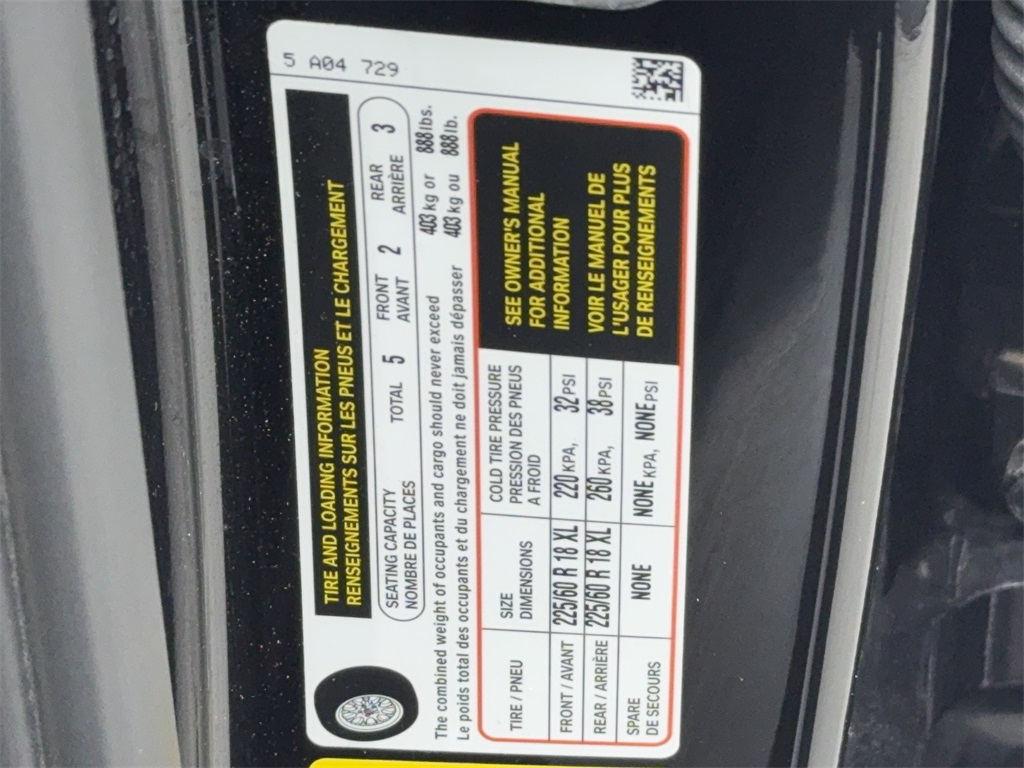 5 A04 729
TIRE AND LOADING INFORMATION
RENSEIGNEMENTS SUR LES PNEUS ET LE CHARGEMENT
SEATING CAPACITY TOTAL 5 FRONT 2 REAR 3
NOMBRE DE PLACES AVANT ARRIÈRE
The combined weight of occupants and cargo should never exceed 403 kg or 888 lbs.
Le poids total des occupants et du chargement ne doit jamais dépasser 403 kg ou 888 lb.
TIRE / PNEU
SIZE
DIMENSIONS
COLD TIRE PRESSURE
PRESSION DES PNEUS
A FROID
FRONT / AVANT 225/60 R 18 XL 220 KPA, 32 PSI
REAR / ARRIÈRE 225/60 R 18 XL 260 KPA, 38 PSI
SPARE NONE NONE KPA, NONE PSI
DE SECOURS
SEE OWNER'S MANUAL
FOR ADDITIONAL
INFORMATION
VOIR LE MANUEL DE
L'USAGER POUR PLUS
DE RENSEIGNEMENTS